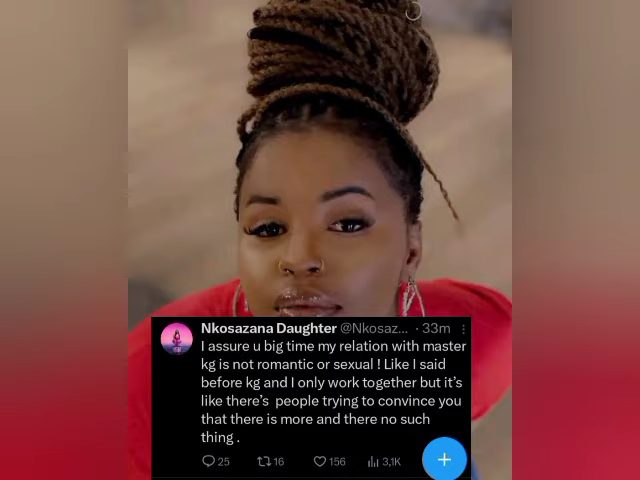 Nkosazana Daughter @Nkosaz... · 33m
I assure u big time my relation with master
kg is not romantic or sexual ! Like I said
before kg and I only work together but it's
like there's people trying to convince you
that there is more and there no such
thing .
25 16 156 3,1K